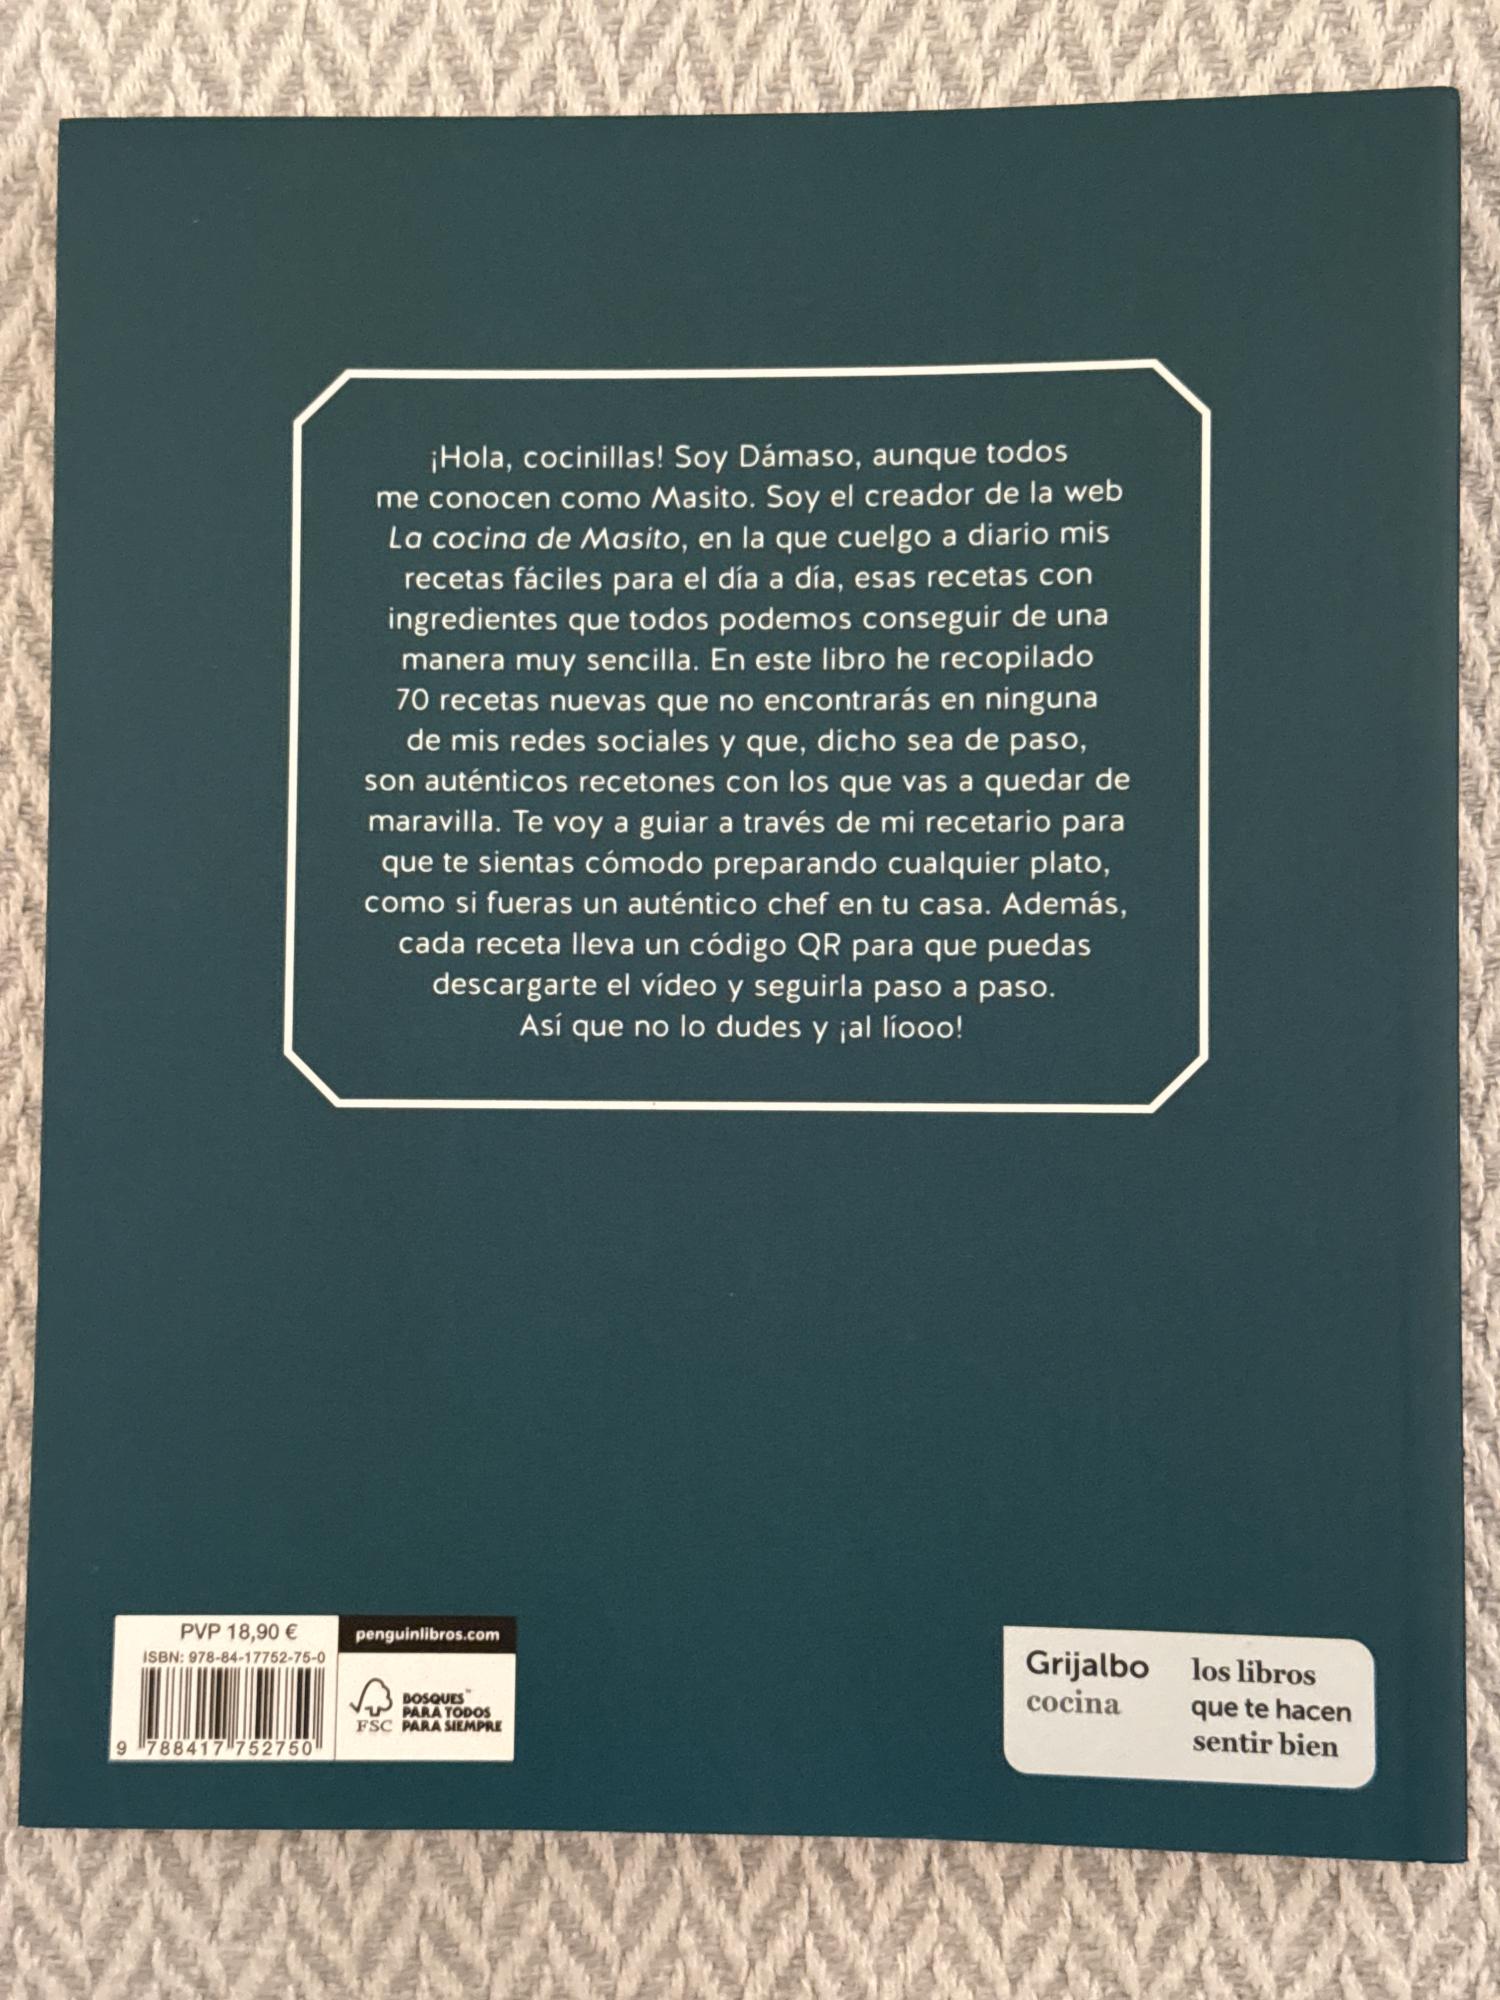 ¡Hola, cocinillas! Soy Dámaso, aunque todos
me conocen como Masito. Soy el creador de la web
La cocina de Masito, en la que cuelgo a diario mis
recetas fáciles para el día a día, esas recetas con
ingredientes que todos podemos conseguir de una
manera muy sencilla. En este libro he recopilado
70 recetas nuevas que no encontrarás en ninguna
de mis redes sociales y que, dicho sea de paso,
son auténticos recetones con los que vas a quedar de
maravilla. Te voy a guiar a través de mi recetario para
que te sientas cómodo preparando cualquier plato,
como si fueras un auténtico chef en tu casa. Además,
cada receta lleva un código QR para que puedas
descargarte el vídeo y seguirla paso a paso.
Así que no lo dudes y ¡al líooo!
PVP 18,90 €
ISBN: 978-84-17752-75-0
9 788417 752750
penguinlibros.com
FSC
BOSQUES™
PARA TODOS
PARA SIEMPRE
Grijalbo
cocina
los libros
que te hacen
sentir bien